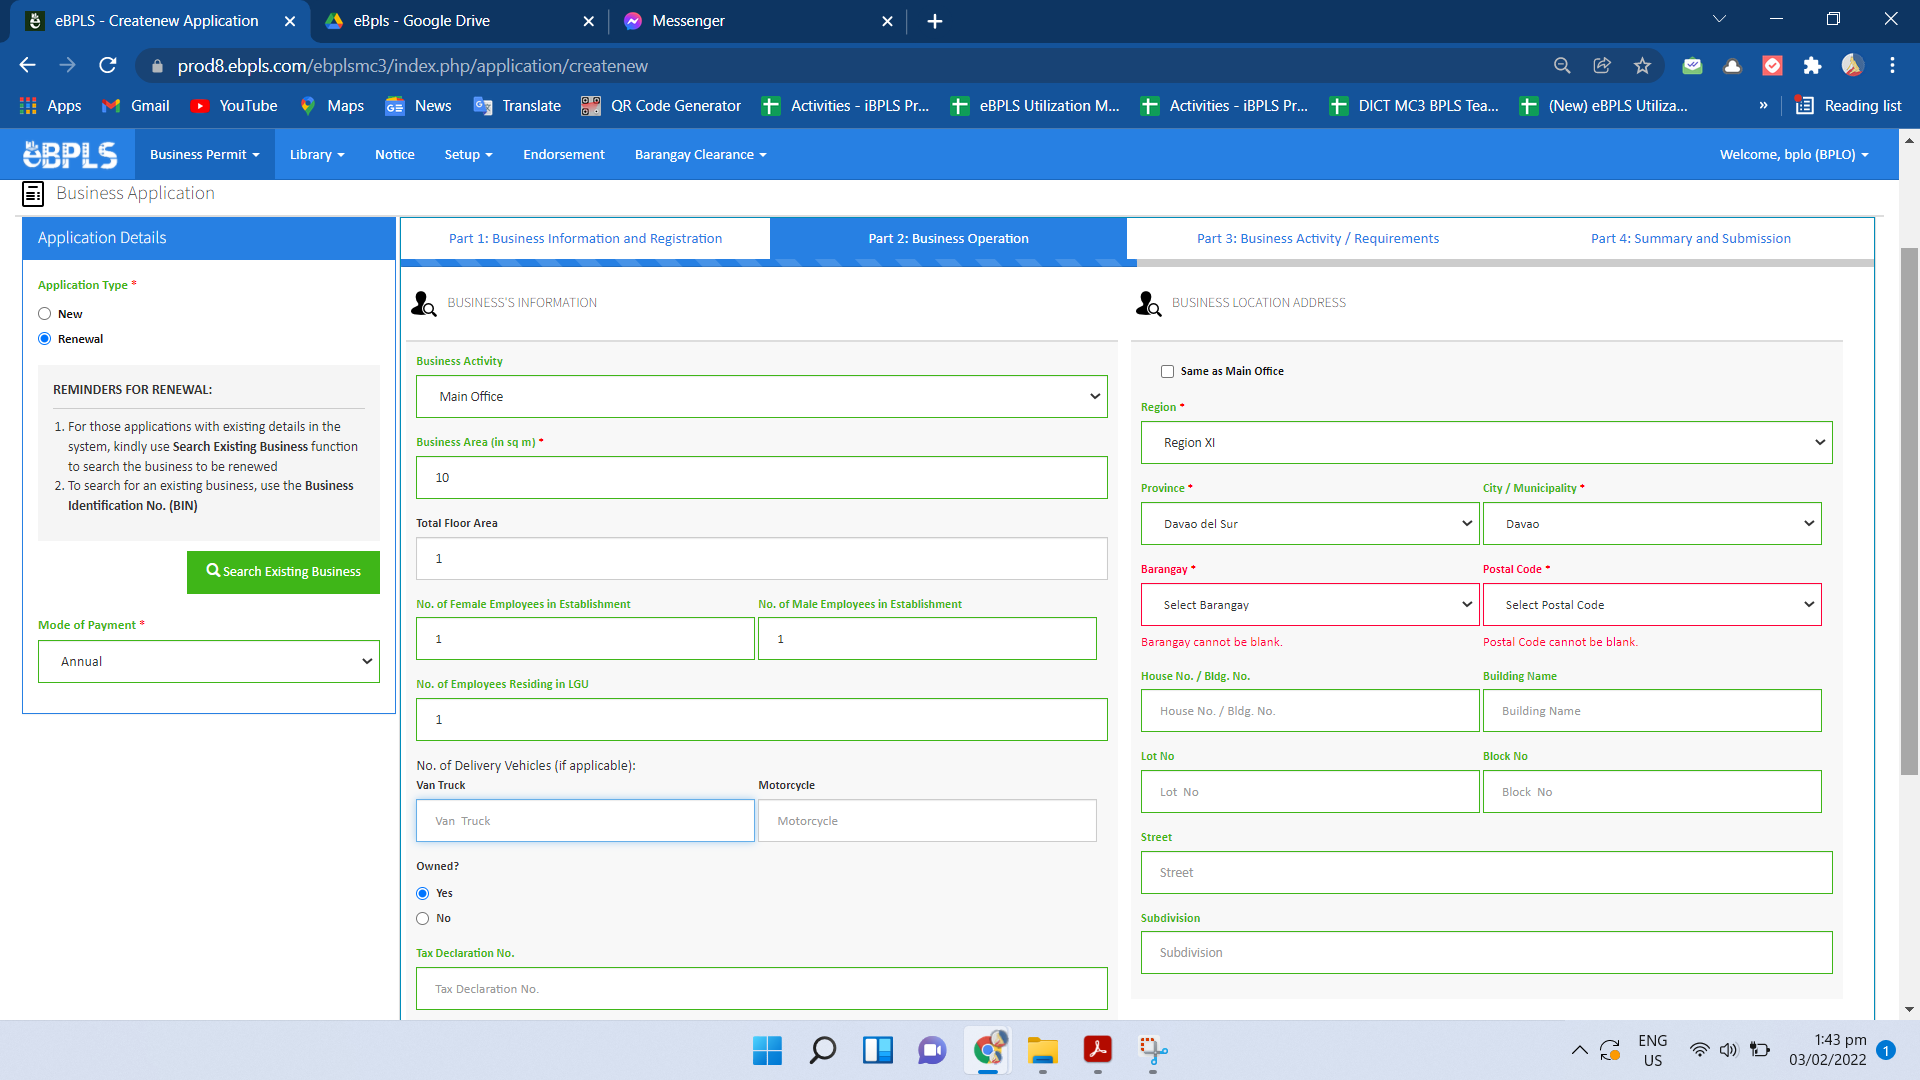 eBPLS - Createnew Application
eBpls - Google Drive
Messenger
prod8.ebpls.com/ebplsmc3/index.php/application/createnew
Apps
Gmail
YouTube
Maps
News
Translate
QR Code Generator
Activities - iBPLS Pr...
eBPLS Utilization M...
Activities - iBPLS Pr...
DICT MC3 BPLS Tea...
(New) eBPLS Utiliza...
»
Reading list
eBPLS
Business Permit
Library
Notice
Setup
Endorsement
Barangay Clearance
Welcome, bplo (BPLO)
Business Application
Application Details
Application Type *
New
Renewal
REMINDERS FOR RENEWAL:
1. For those applications with existing details in the
system, kindly use Search Existing Business function
to search the business to be renewed
2. To search for an existing business, use the Business
Identification No. (BIN)
Search Existing Business
Mode of Payment *
Annual
Part 1: Business Information and Registration
Part 2: Business Operation
Part 3: Business Activity / Requirements
Part 4: Summary and Submission
BUSINESS'S INFORMATION
Business Activity
Main Office
Business Area (in sq m) *
10
Total Floor Area
1
No. of Female Employees in Establishment
No. of Male Employees in Establishment
1
1
No. of Employees Residing in LGU
1
No. of Delivery Vehicles (if applicable):
Van Truck
Motorcycle
Van Truck
Motorcycle
Owned?
Yes
No
Tax Declaration No.
Tax Declaration No.
BUSINESS LOCATION ADDRESS
Same as Main Office
Region *
Region XI
Province *
City / Municipality *
Davao del Sur
Davao
Barangay *
Postal Code *
Select Barangay
Select Postal Code
Barangay cannot be blank.
Postal Code cannot be blank.
House No. / Bldg. No.
Building Name
House No. / Bldg. No.
Building Name
Lot No
Block No
Lot No
Block No
Street
Street
Subdivision
Subdivision
ENG
US
1:43 pm
03/02/2022
1